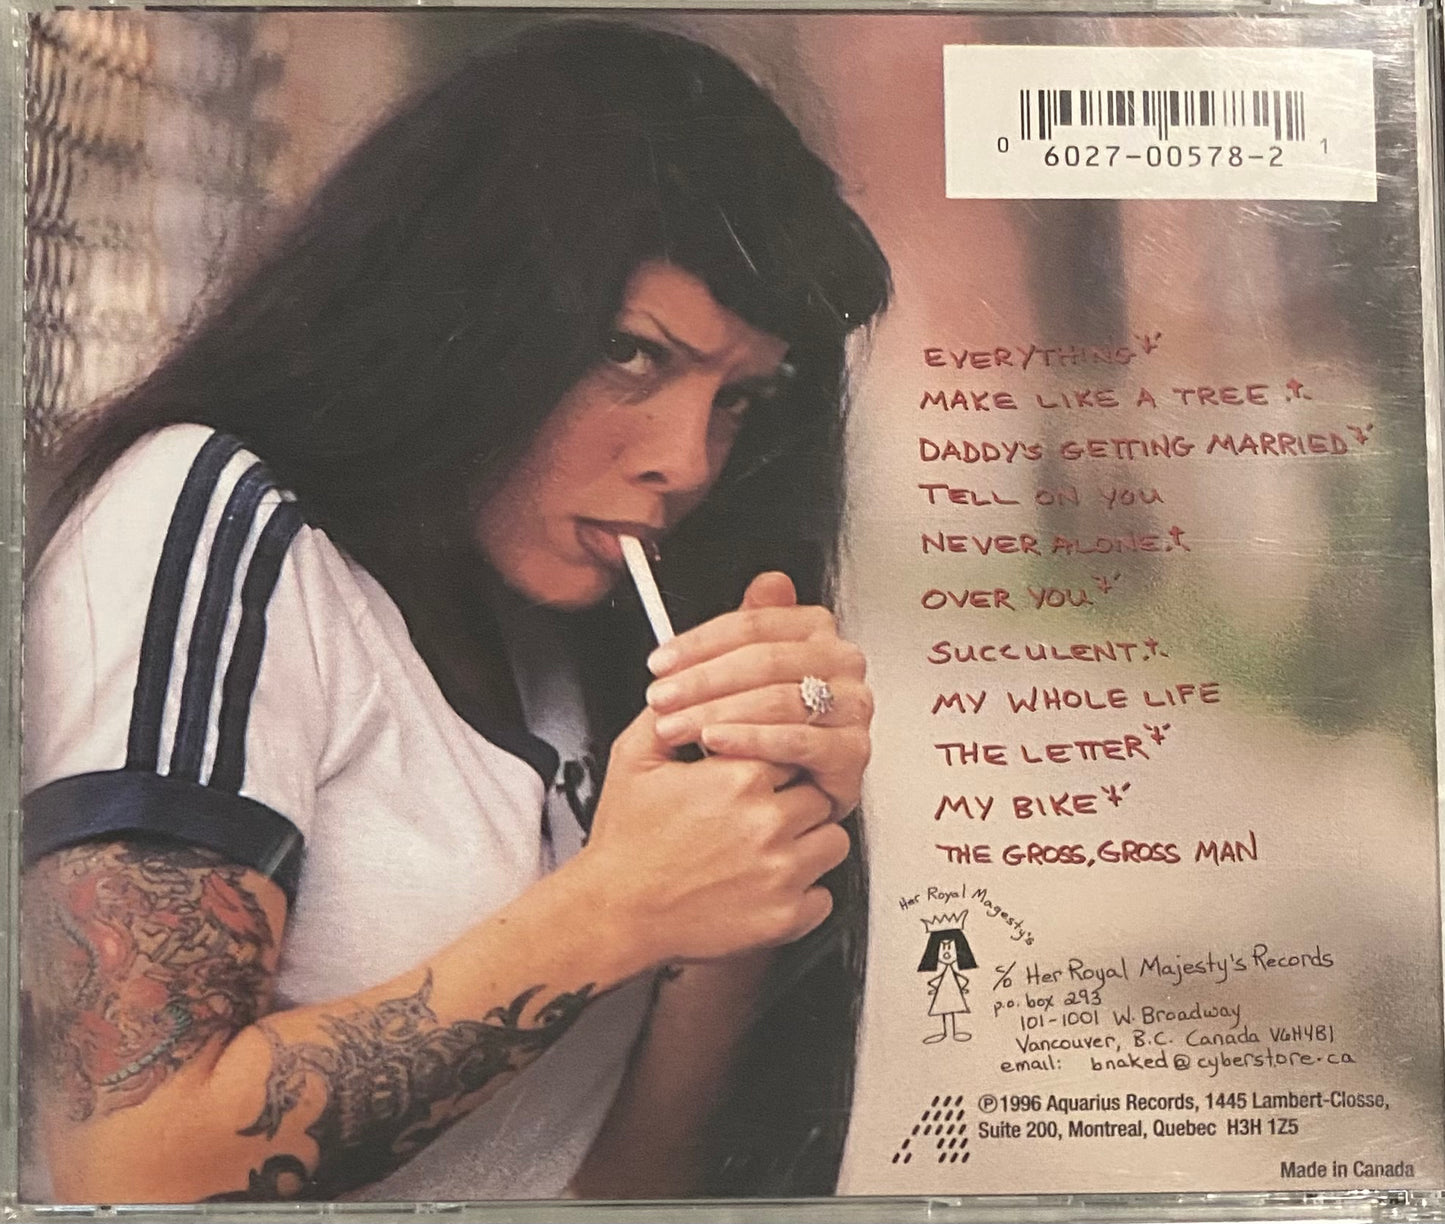 0 6027-00578-2 1
EVERYTHING
MAKE LIKE A TREE
DADDY'S GETTING MARRIED
TELL ON YOU
NEVER ALONE
OVER YOU
SUCCULENT
MY WHOLE LIFE
THE LETTER
MY BIKE
THE GROSS, GROSS MAN
Her Royal Magesty's
c/o Her Royal Majesty's Records
p.o. box 293
101-1001 W. Broadway
Vancouver, B.C. Canada V6H4B1
email: bnaked@cyberstore.ca
℗1996 Aquarius Records, 1445 Lambert-Closse,
Suite 200, Montreal, Quebec H3H 1Z5
Made in Canada